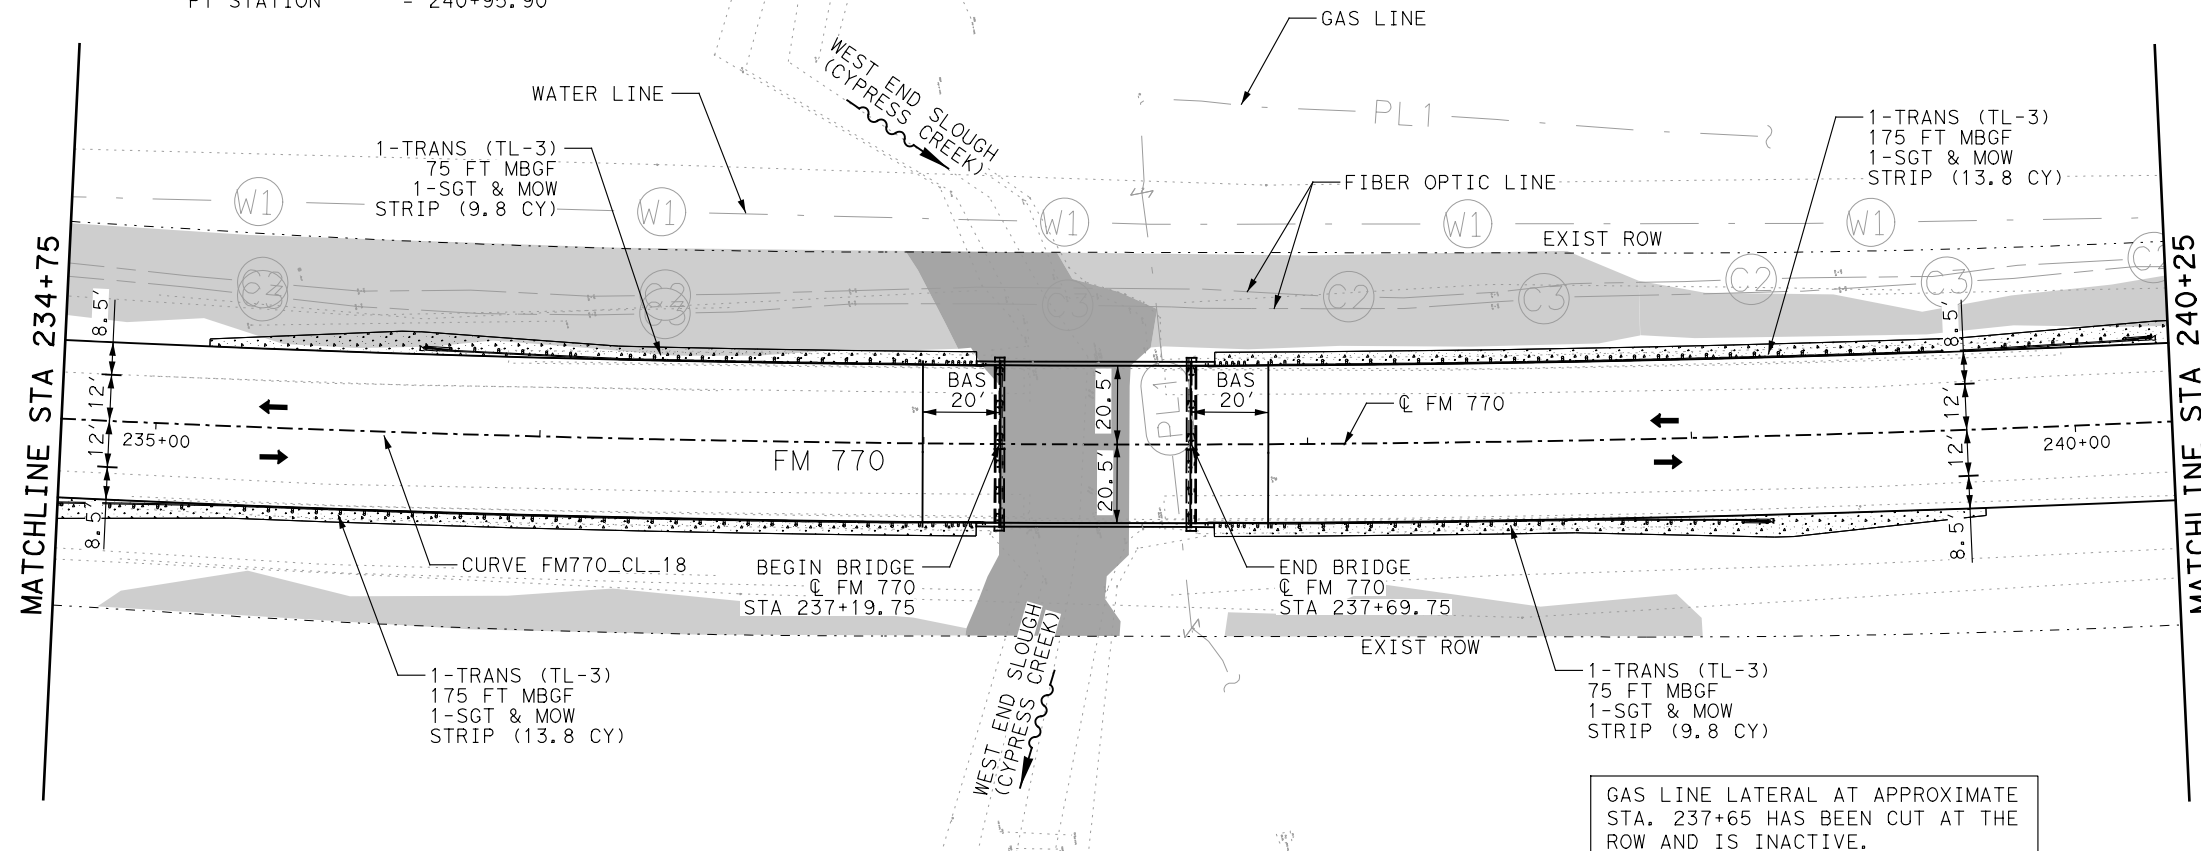 PT STATION = 240+95.90
GAS LINE
WEST END SLOUGH
(CYPRESS CREEK)
WATER LINE
PL1
1-TRANS (TL-3)
75 FT MBGF
1-SGT & MOW
STRIP (9.8 CY)
1-TRANS (TL-3)
175 FT MBGF
1-SGT & MOW
STRIP (13.8 CY)
FIBER OPTIC LINE
W1
W1
W1
W1
W1
EXIST ROW
C3
C3
C3
C2
C3
C2
C3
MATCHLINE STA 234+75
MATCHLINE STA 240+25
8.5'
12'
12'
8.5'
235+00
BAS
20'
20.5'
20.5'
PL1
BAS
20'
℄ FM 770
8.5'
12'
12'
8.5'
240+00
FM 770
CURVE FM770_CL_18
BEGIN BRIDGE
℄ FM 770
STA 237+19.75
END BRIDGE
℄ FM 770
STA 237+69.75
EXIST ROW
WEST END SLOUGH
(CYPRESS CREEK)
1-TRANS (TL-3)
175 FT MBGF
1-SGT & MOW
STRIP (13.8 CY)
1-TRANS (TL-3)
75 FT MBGF
1-SGT & MOW
STRIP (9.8 CY)
GAS LINE LATERAL AT APPROXIMATE
STA. 237+65 HAS BEEN CUT AT THE
ROW AND IS INACTIVE.